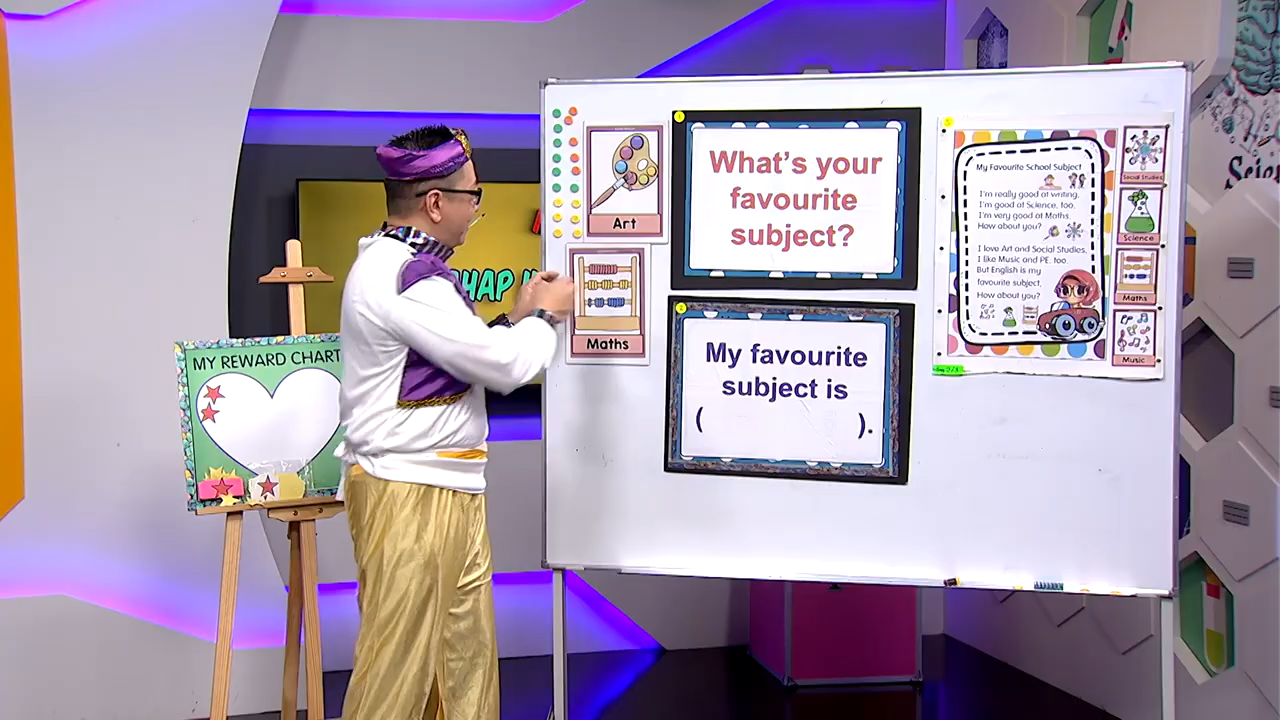 MY REWARD CHART
HAP
Art
Maths
What's your
favourite
subject?
My favourite
subject is
( ).
My Favourite School Subject
I'm really good at writing.
I'm good at Science, too.
I'm very good at Maths.
How about you?
I love Art and Social Studies,
I like Music and PE, too.
But English is my
favourite subject,
How about you?
Social Studies
Science
Maths
Music